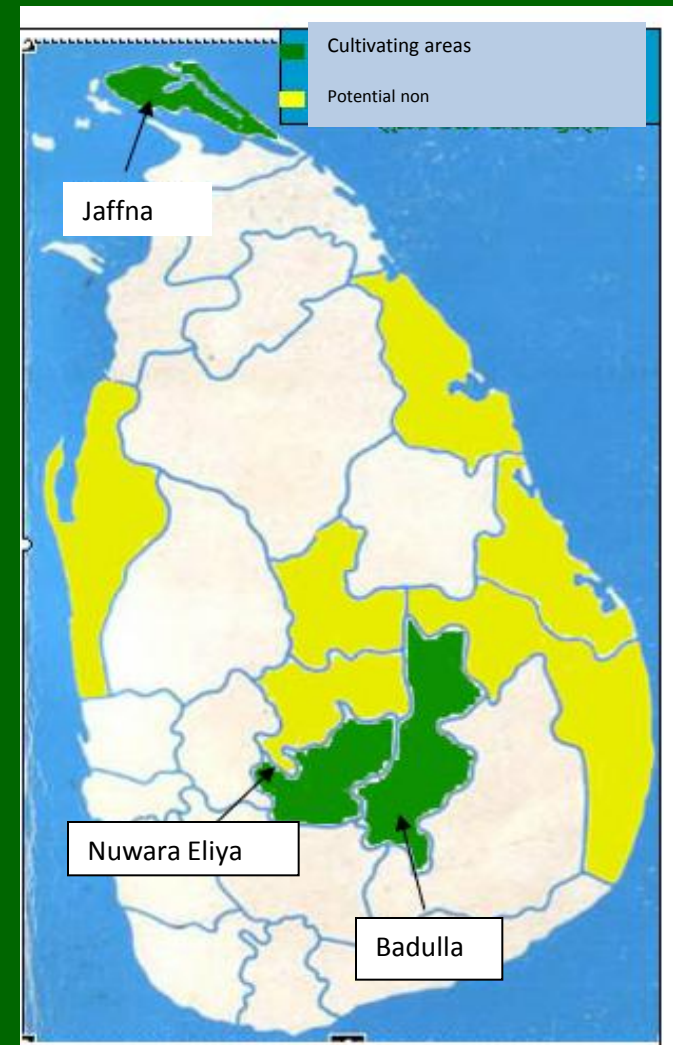 Cultivating areas
Potential non
Jaffna
Nuwara Eliya
Badulla